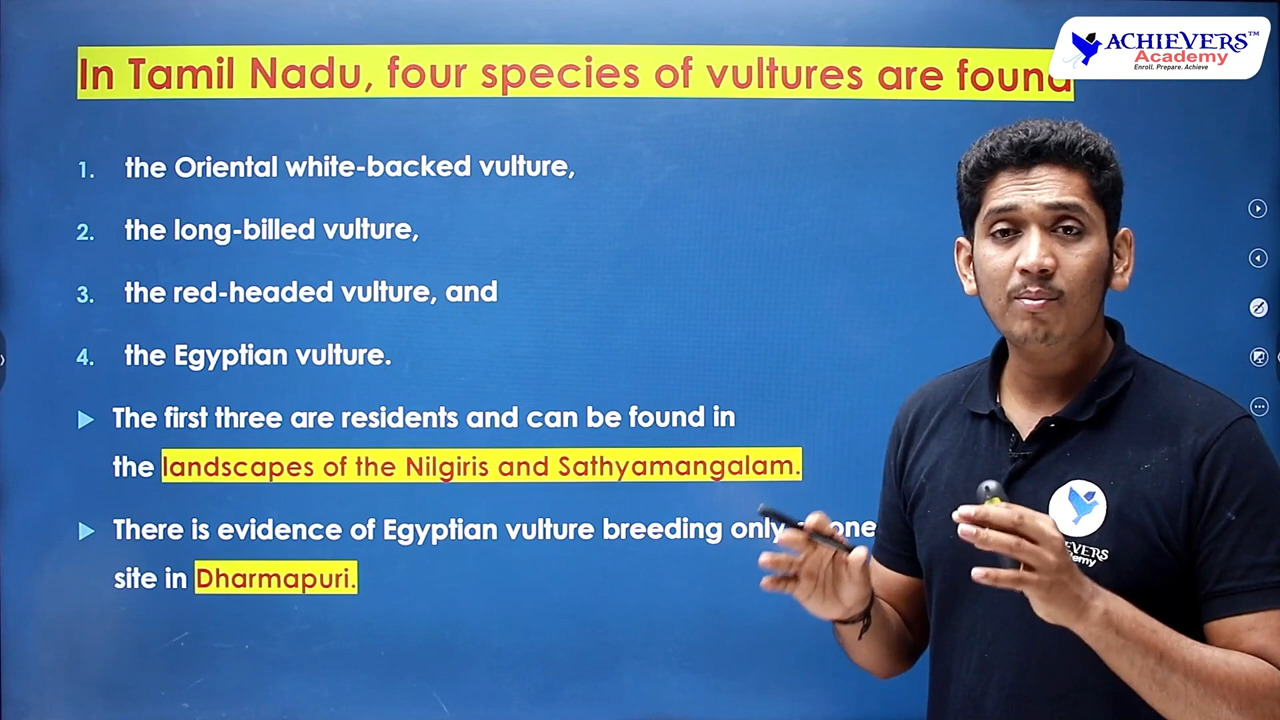 ACHIEVERS™
Academy
Enroll. Prepare. Achieve
In Tamil Nadu, four species of vultures are found
1. the Oriental white-backed vulture,
2. the long-billed vulture,
3. the red-headed vulture, and
4. the Egyptian vulture.
The first three are residents and can be found in
the landscapes of the Nilgiris and Sathyamangalam.
There is evidence of Egyptian vulture breeding only one
site in Dharmapuri.